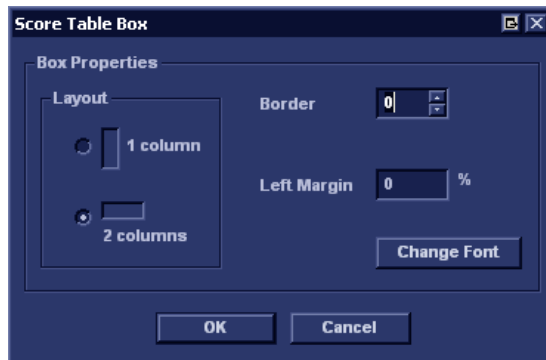 Score Table Box
Box Properties
Layout
1 column
2 columns
Border 0
Left Margin 0 %
Change Font
OK Cancel